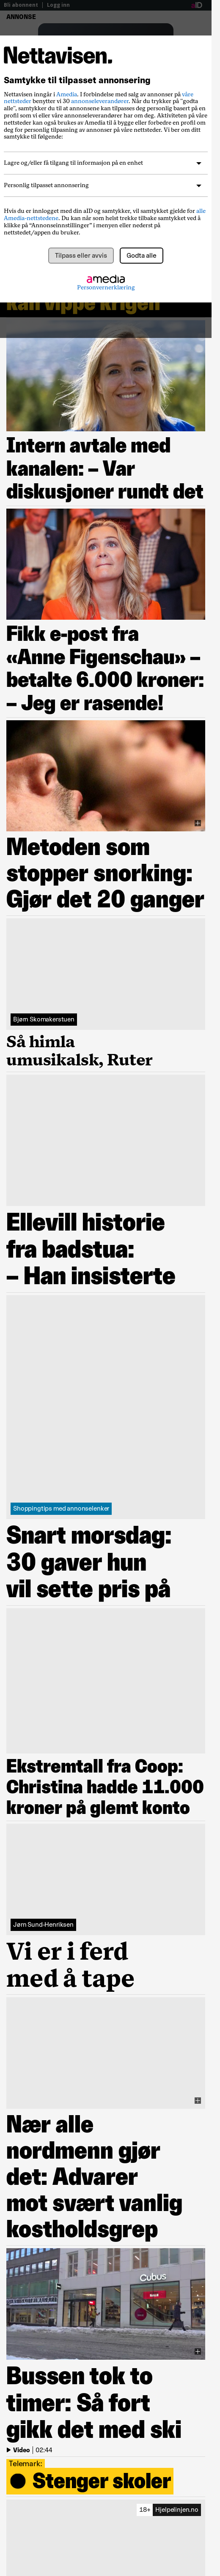 Bli abonnent | Logg inn
ANNONSE
Nettavisen.
Samtykke til tilpasset annonsering
Nettavisen inngår i Amedia. I forbindelse med salg av annonser på våre
nettsteder benytter vi 30 annonseleverandører. Når du trykker på "godta
alle", samtykker du til at annonsene kan tilpasses deg personlig basert på en
profil som vi eller våre annonseleverandører har om deg. Aktiviteten på våre
nettsteder kan også brukes av Amedia til å bygge eller forbedre en profil om
deg for personlig tilpasning av annonser på våre nettsteder. Vi ber om ditt
samtykke til følgende:
Lagre og/eller få tilgang til informasjon på en enhet
Personlig tilpasset annonsering
Hvis du er innlogget med din aID og samtykker, vil samtykket gjelde for alle
Amedia-nettstedene. Du kan når som helst trekke tilbake samtykket ved å
klikke på “Annonseinnstillinger” i menyen eller nederst på
nettstedet/appen du bruker.
Tilpass eller avvis
Godta alle
amedia
Personvernerklæring
kan vippe krigen
Intern avtale med
kanalen: – Var
diskusjoner rundt det
Fikk e-post fra
«Anne Figenschau» –
betalte 6.000 kroner:
– Jeg er rasende!
Metoden som
stopper snorking:
Gjør det 20 ganger
Bjørn Skomakerstuen
Så himla
umusikalsk, Ruter
Ellevill historie
fra badstua:
– Han insisterte
Shoppingtips med annonselenker
Snart morsdag:
30 gaver hun
vil sette pris på
Ekstremtall fra Coop:
Christina hadde 11.000
kroner på glemt konto
Jørn Sund-Henriksen
Vi er i ferd
med å tape
Nær alle
nordmenn gjør
det: Advarer
mot svært vanlig
kostholdsgrep
Cubus
Bussen tok to
timer: Så fort
gikk det med ski
Video | 02:44
Telemark:
Stenger skoler
18+ Hjelpelinjen.no